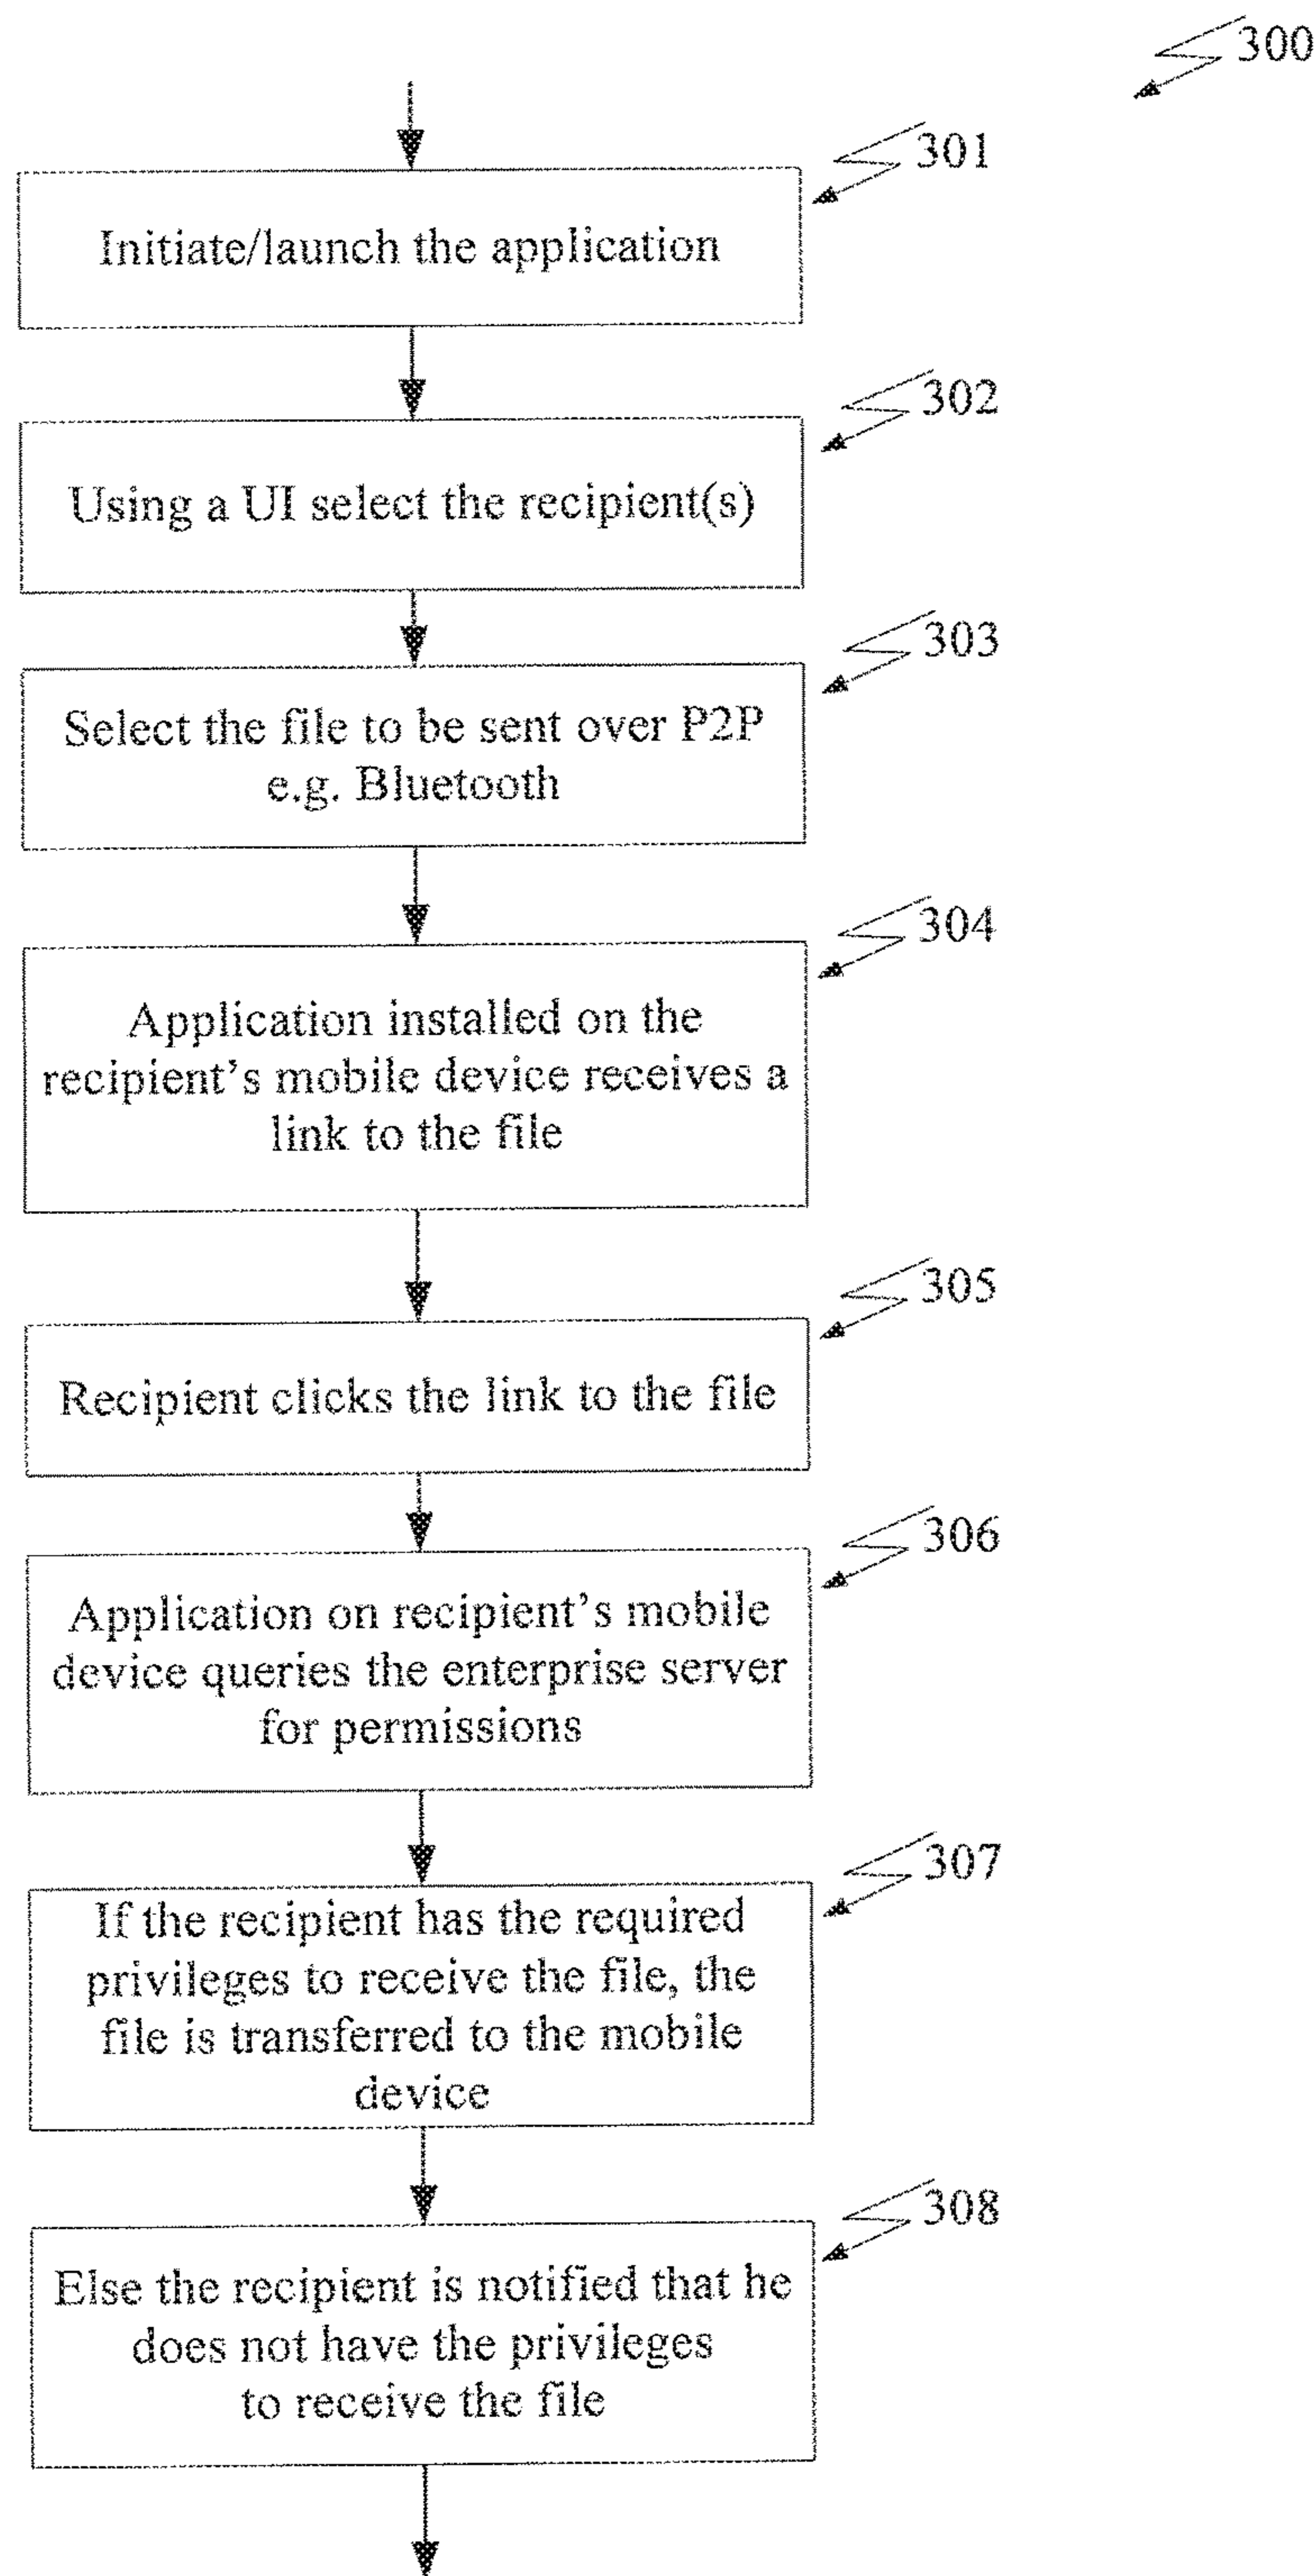 300
301
Initiate/launch the application
302
Using a UI select the recipient(s)
303
Select the file to be sent over P2P
e.g. Bluetooth
304
Application installed on the
recipient's mobile device receives a
link to the file
305
Recipient clicks the link to the file
306
Application on recipient's mobile
device queries the enterprise server
for permissions
307
If the recipient has the required
privileges to receive the file, the
file is transferred to the mobile
device
308
Else the recipient is notified that he
does not have the privileges
to receive the file